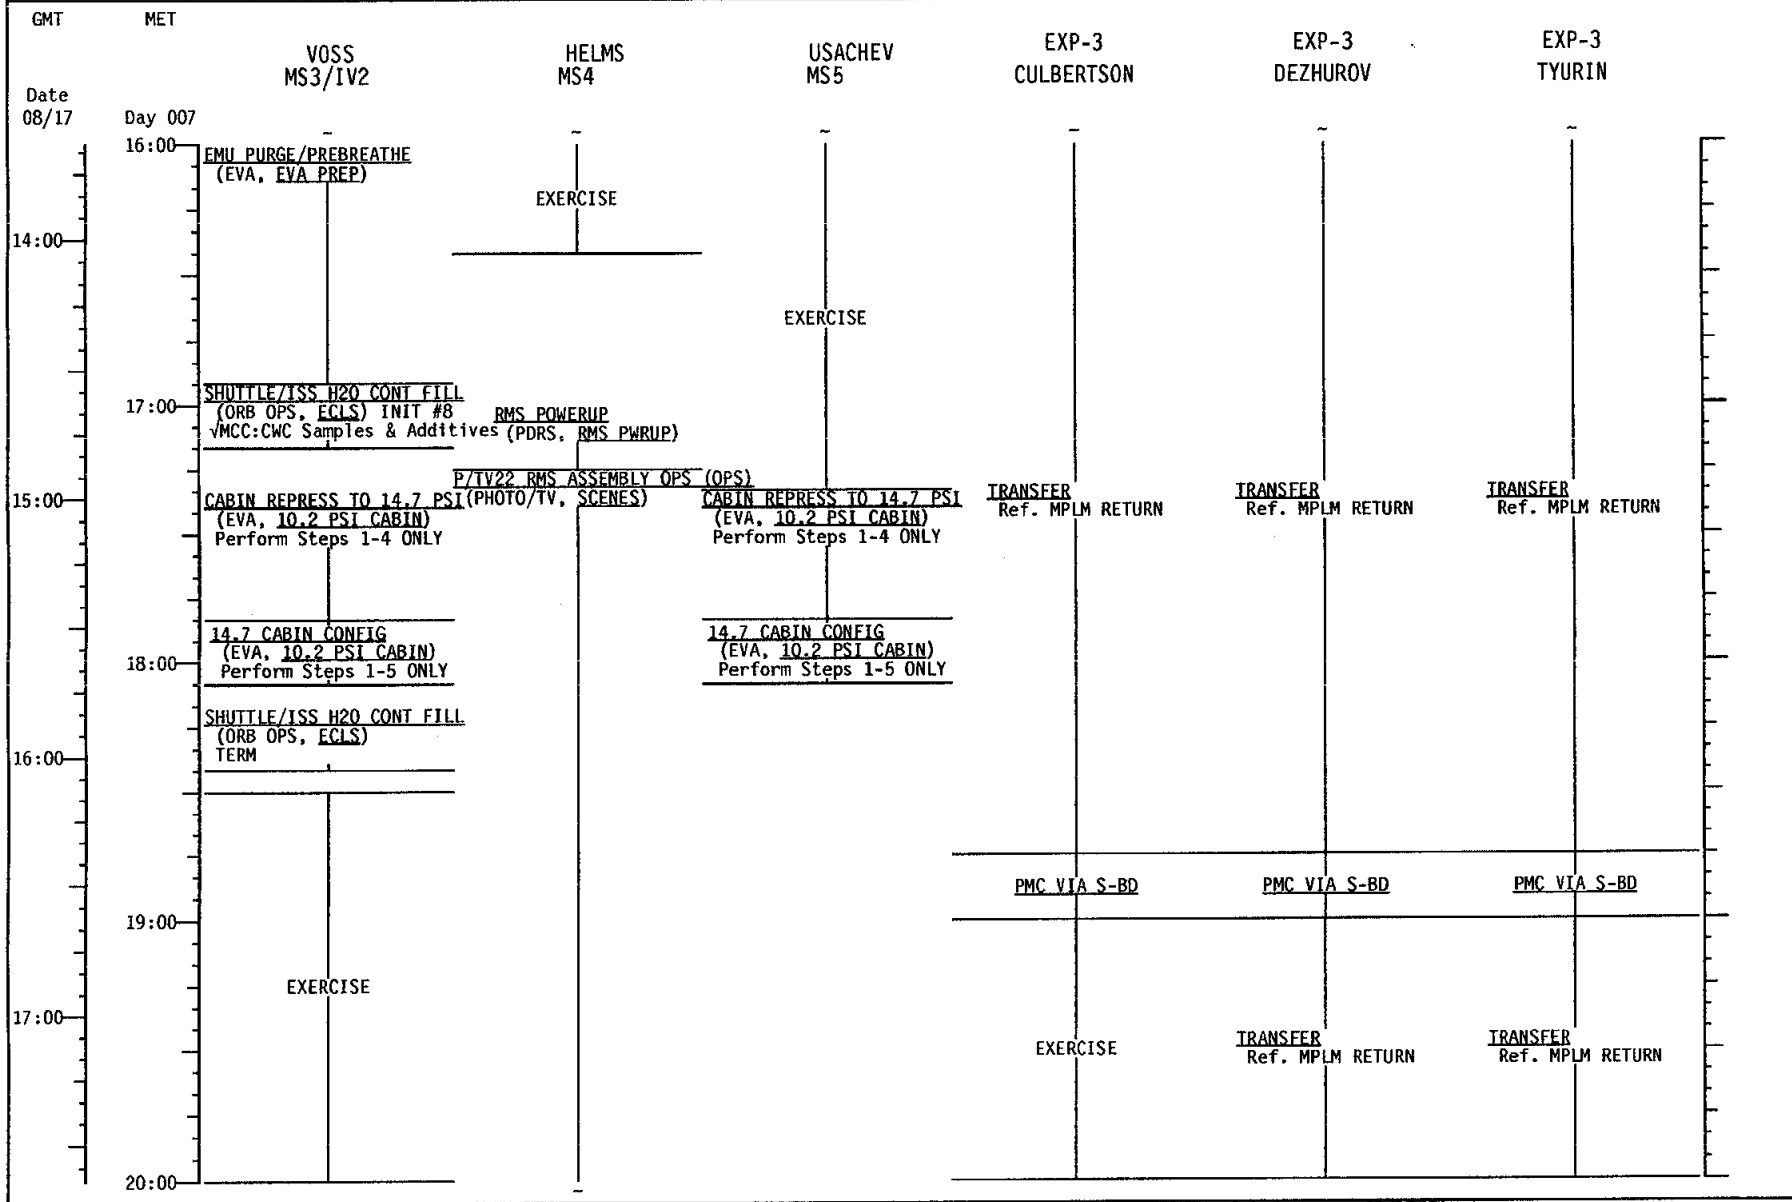 GMT MET
VOSS HELMS USACHEV EXP-3 EXP-3 EXP-3
MS3/IV2 MS4 MS5 CULBERTSON DEZHUROV TYURIN
Date
08/17 Day 007
~ ~ ~ ~ ~ ~
16:00
EMU PURGE/PREBREATHE
(EVA, EVA PREP)
EXERCISE
14:00
EXERCISE
SHUTTLE/ISS H2O CONT FILL
17:00
(ORB OPS, ECLS) INIT #8
√MCC:CWC Samples & Additives
RMS POWERUP
(PDRS, RMS PWRUP)
P/TV22 RMS ASSEMBLY OPS (OPS)
(PHOTO/TV, SCENES)
15:00
CABIN REPRESS TO 14.7 PSI
(EVA, 10.2 PSI CABIN)
Perform Steps 1-4 ONLY
CABIN REPRESS TO 14.7 PSI
(EVA, 10.2 PSI CABIN)
Perform Steps 1-4 ONLY
TRANSFER
Ref. MPLM RETURN
TRANSFER
Ref. MPLM RETURN
TRANSFER
Ref. MPLM RETURN
14.7 CABIN CONFIG
(EVA, 10.2 PSI CABIN)
Perform Steps 1-5 ONLY
14.7 CABIN CONFIG
(EVA, 10.2 PSI CABIN)
Perform Steps 1-5 ONLY
18:00
SHUTTLE/ISS H2O CONT FILL
(ORB OPS, ECLS)
TERM
16:00
PMC VIA S-BD PMC VIA S-BD PMC VIA S-BD
19:00
EXERCISE
17:00
EXERCISE
TRANSFER
Ref. MPLM RETURN
TRANSFER
Ref. MPLM RETURN
20:00
~